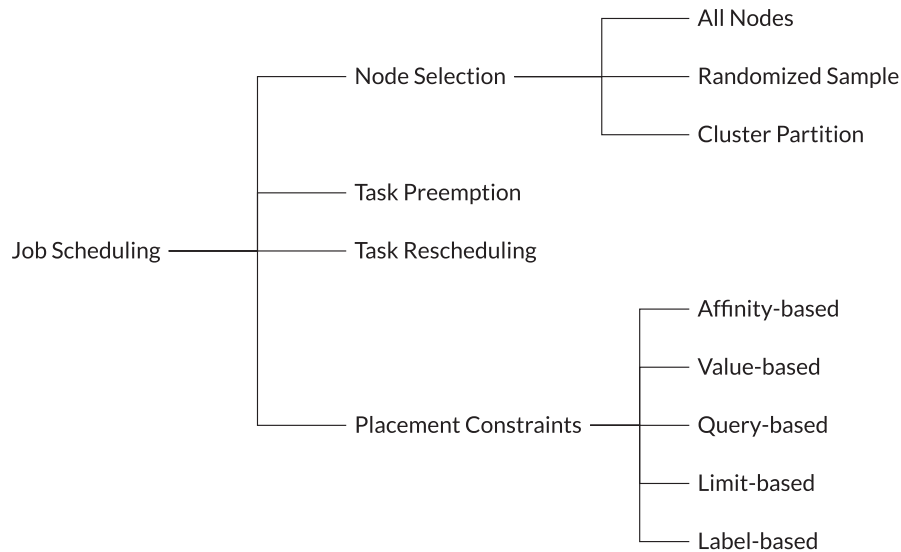 Job Scheduling
Node Selection
All Nodes
Randomized Sample
Cluster Partition
Task Preemption
Task Rescheduling
Placement Constraints
Affinity-based
Value-based
Query-based
Limit-based
Label-based